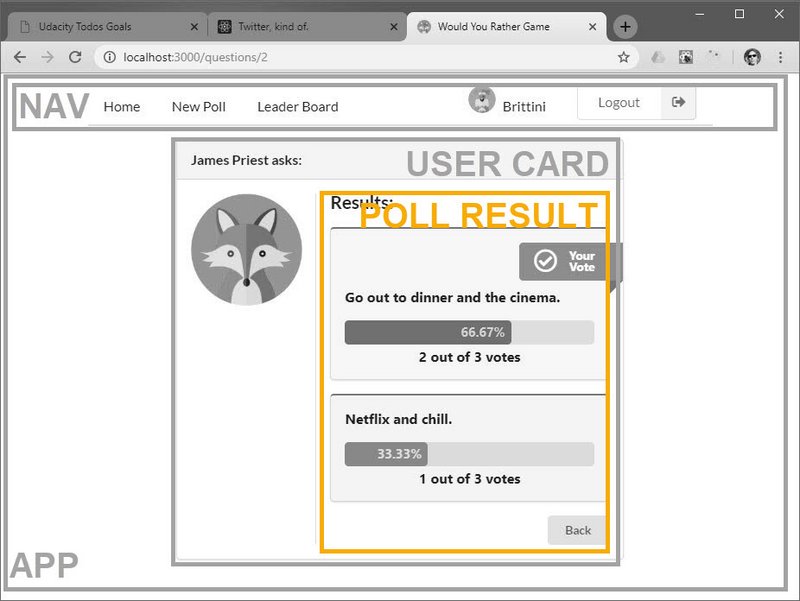 Udacity Todos Goals
Twitter, kind of.
Would You Rather Game
localhost:3000/questions/2
NAV
Home
New Poll
Leader Board
Brittini
Logout
James Priest asks:
USER CARD
Results:
POLL RESULT
Your
Vote
Go out to dinner and the cinema.
66.67%
2 out of 3 votes
Netflix and chill.
33.33%
1 out of 3 votes
Back
APP